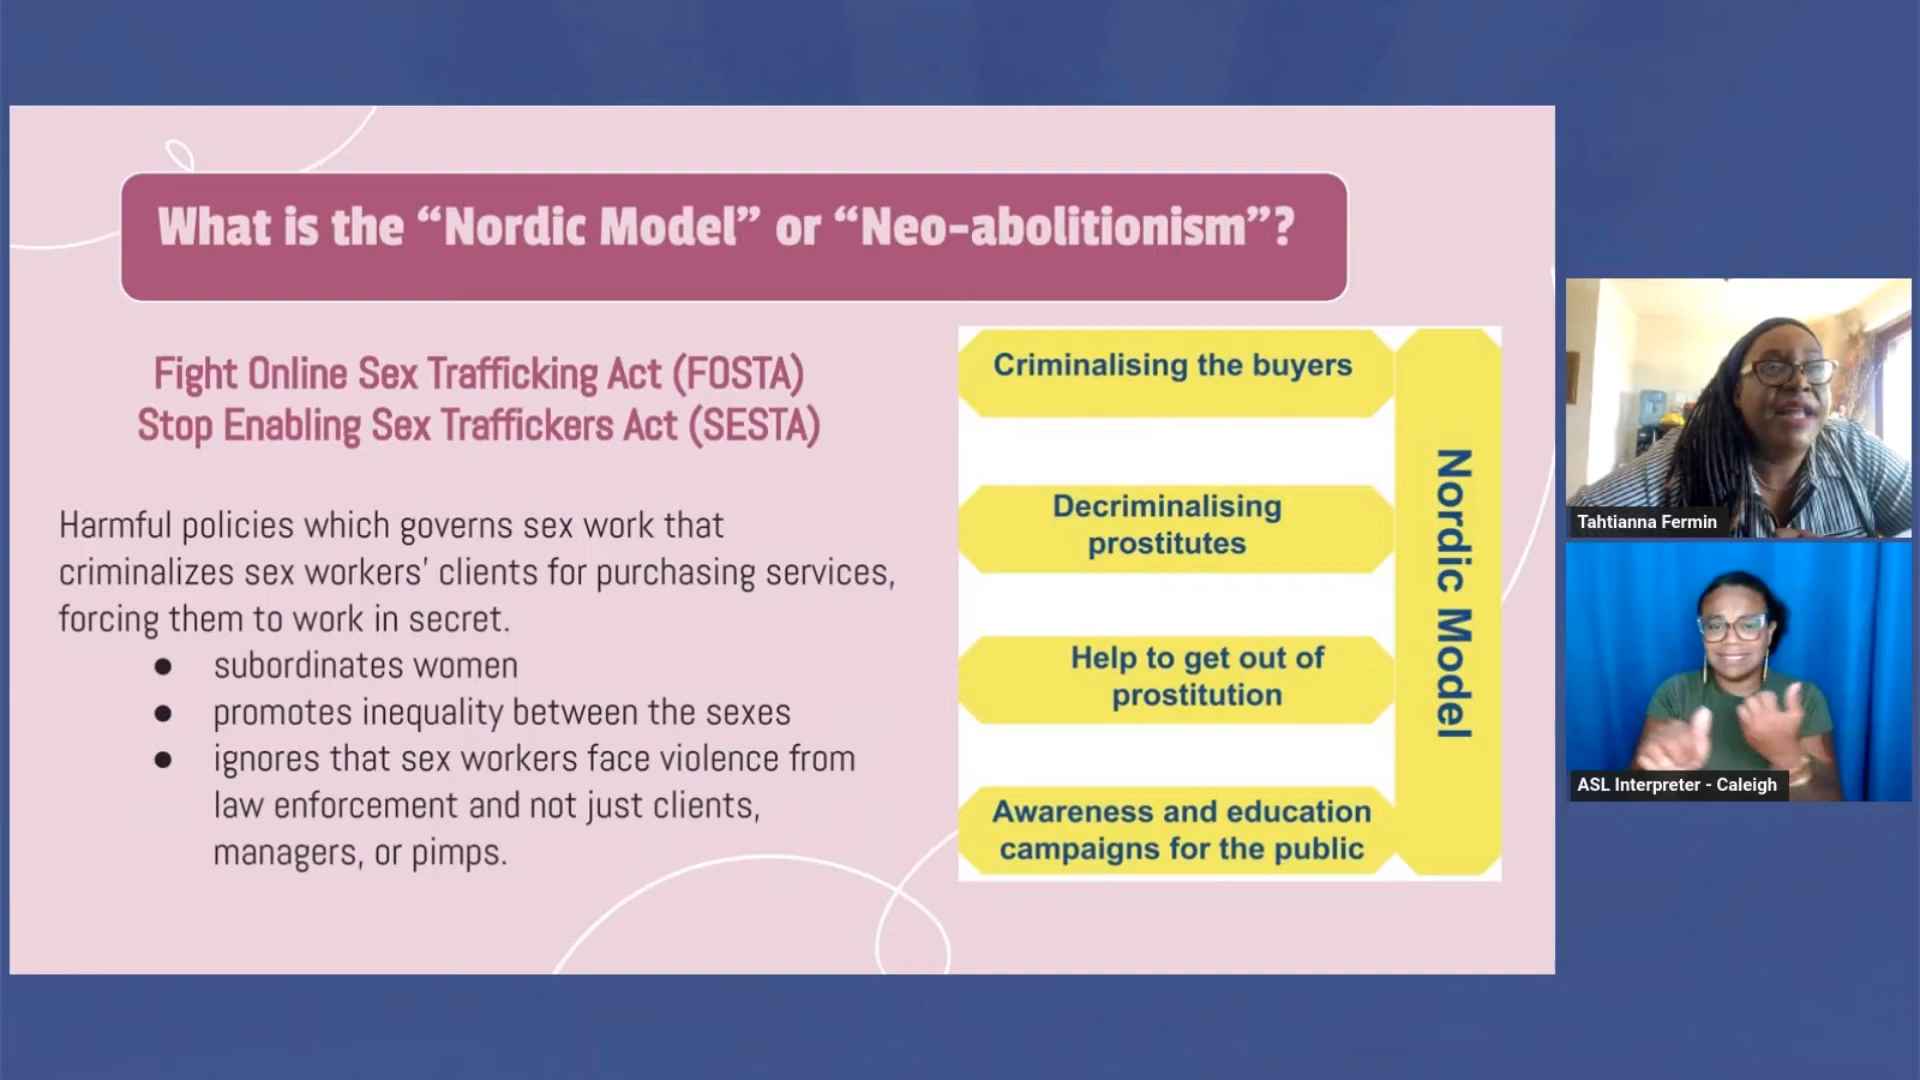 What is the “Nordic Model” or “Neo-abolitionism”?
Fight Online Sex Trafficking Act (FOSTA)
Stop Enabling Sex Traffickers Act (SESTA)
Harmful policies which governs sex work that
criminalizes sex workers’ clients for purchasing services,
forcing them to work in secret.
● subordinates women
● promotes inequality between the sexes
● ignores that sex workers face violence from
law enforcement and not just clients,
managers, or pimps.
Criminalising the buyers
Decriminalising
prostitutes
Help to get out of
prostitution
Awareness and education
campaigns for the public
Nordic Model
Tahtianna Fermin
ASL Interpreter - Caleigh